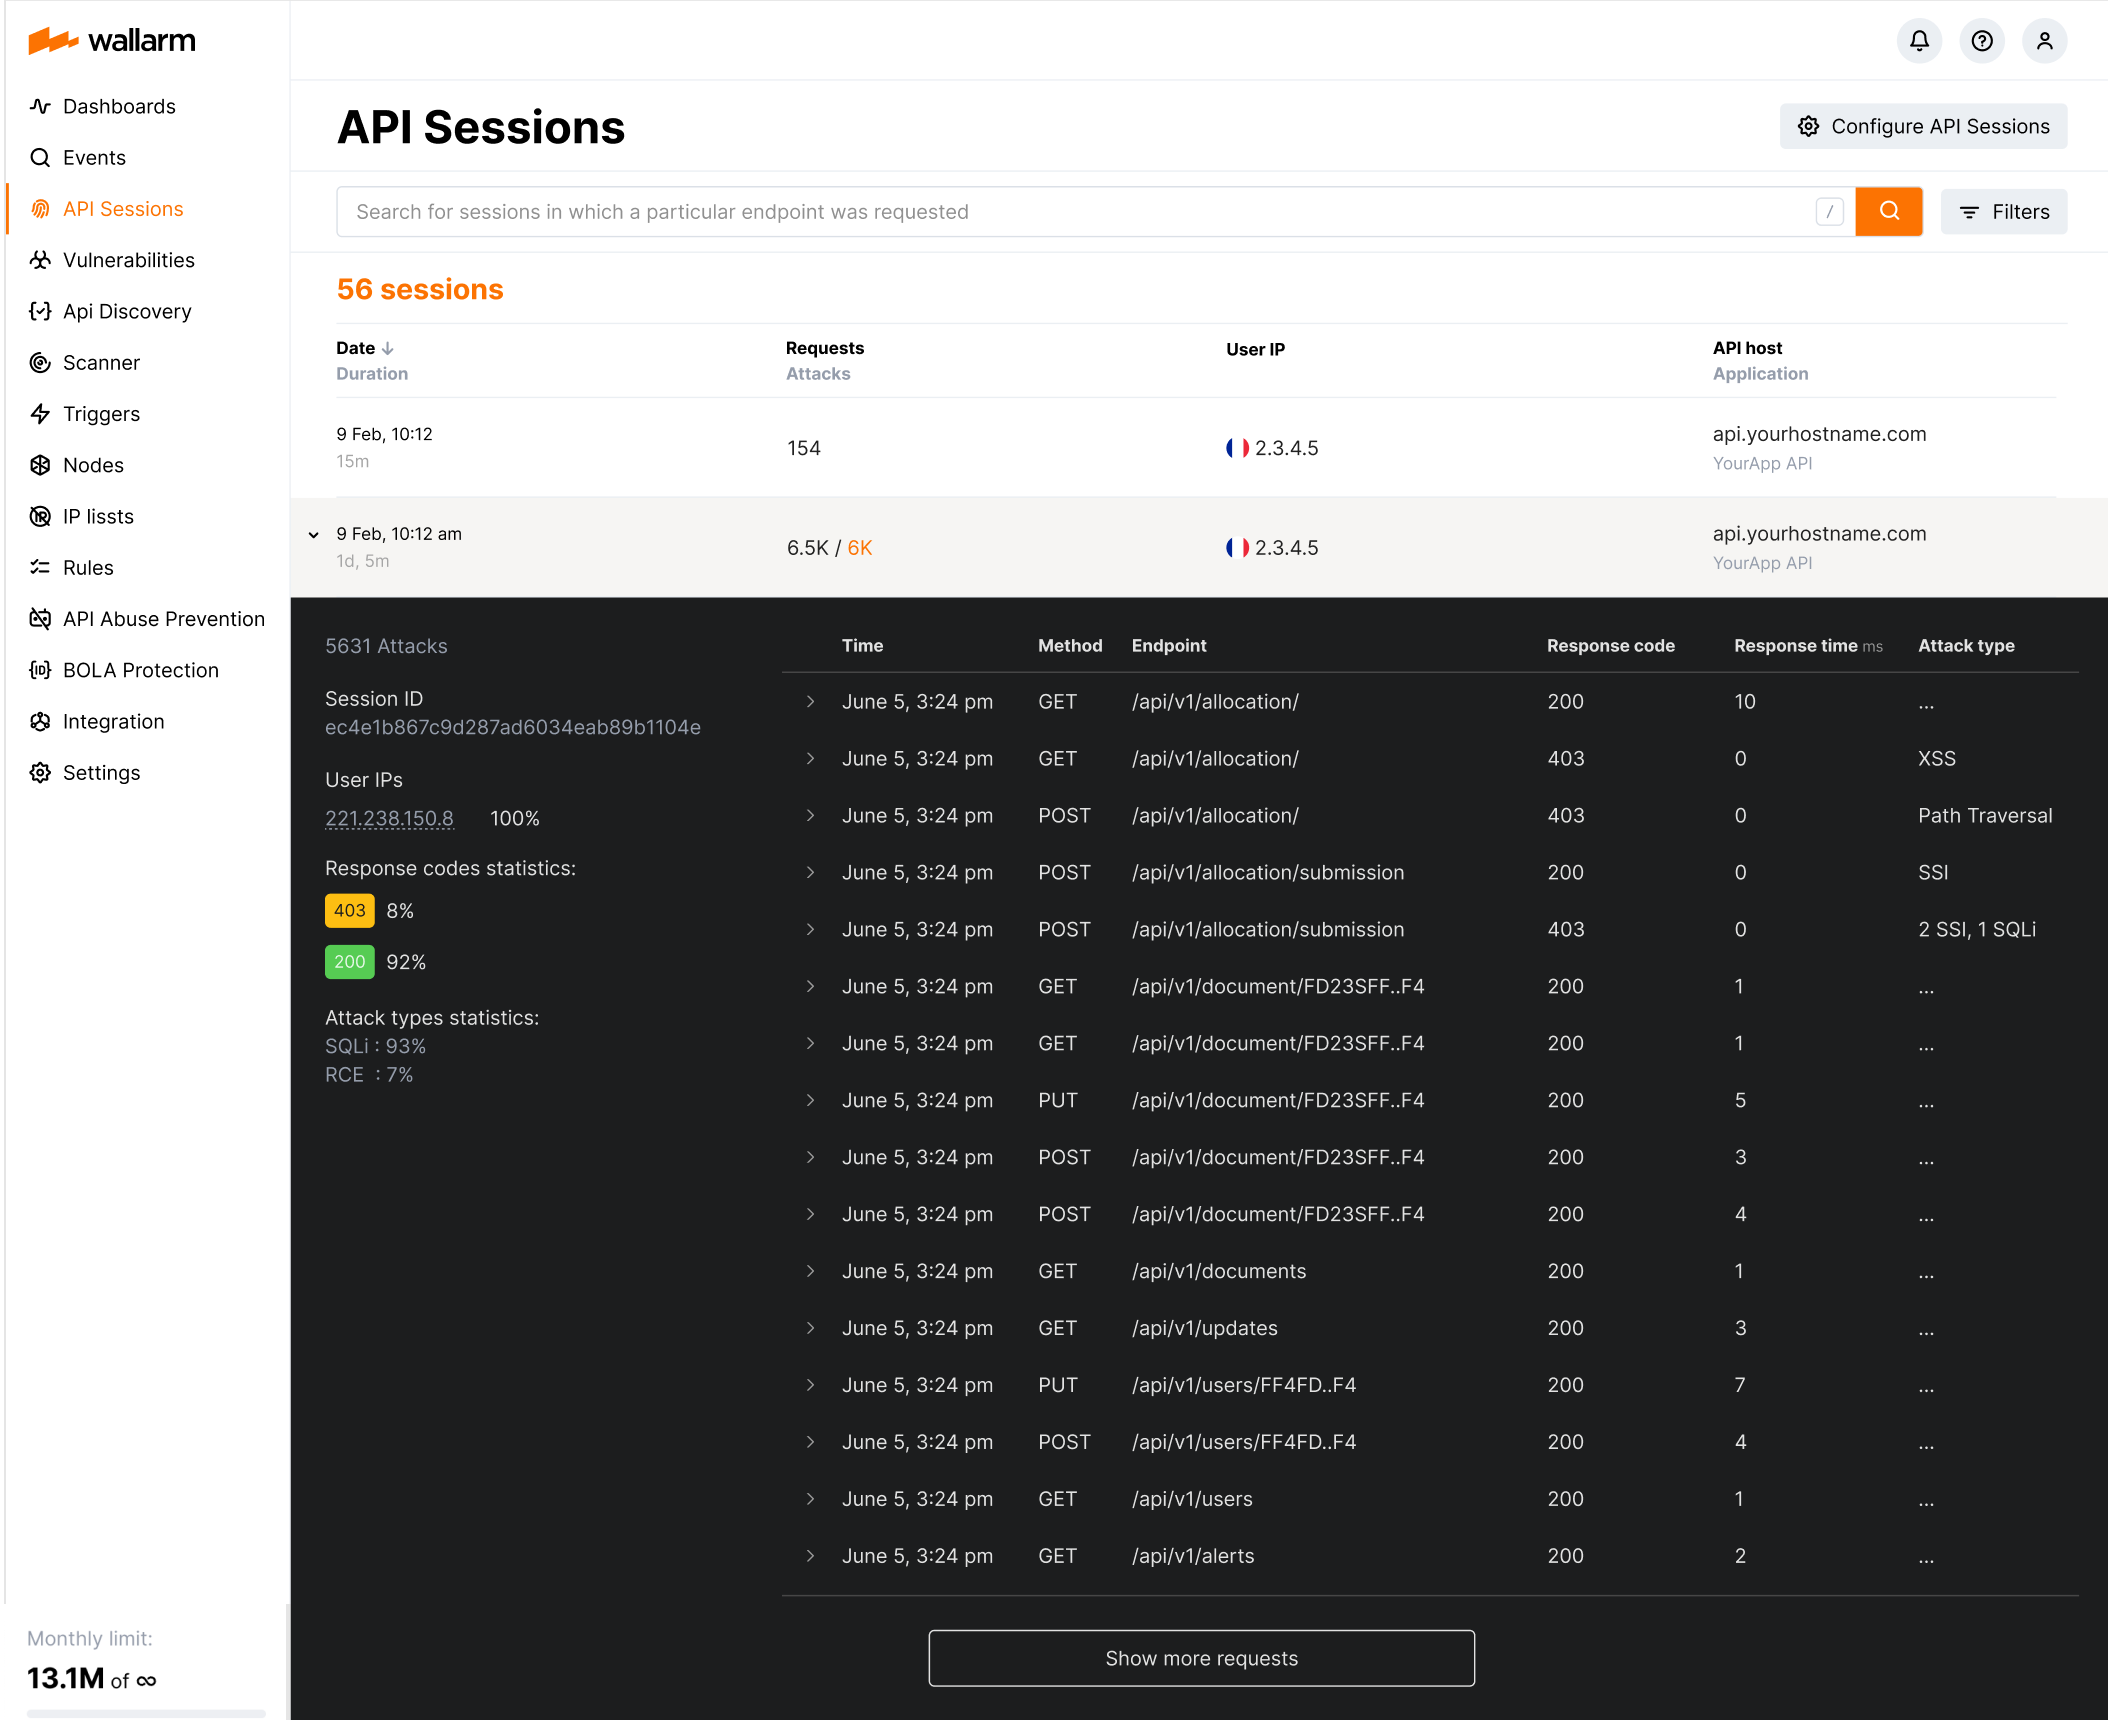 wallarm
Dashboards
Events
API Sessions
Vulnerabilities
Api Discovery
Scanner
Triggers
Nodes
IP lissts
Rules
API Abuse Prevention
BOLA Protection
Integration
Settings
Monthly limit:
13.1M of ∞
API Sessions
Configure API Sessions
Search for sessions in which a particular endpoint was requested /
Filters
56 sessions
Date ↓ Requests User IP API host
Duration Attacks Application
9 Feb, 10:12 154 2.3.4.5 api.yourhostname.com
15m YourApp API
9 Feb, 10:12 am 6.5K / 6K 2.3.4.5 api.yourhostname.com
1d, 5m YourApp API
5631 Attacks
Session ID
ec4e1b867c9d287ad6034eab89b1104e
User IPs
221.238.150.8 100%
Response codes statistics:
403 8%
200 92%
Attack types statistics:
SQLi : 93%
RCE : 7%
Time Method Endpoint Response code Response time ms Attack type
June 5, 3:24 pm GET /api/v1/allocation/ 200 10 ...
June 5, 3:24 pm GET /api/v1/allocation/ 403 0 XSS
June 5, 3:24 pm POST /api/v1/allocation/ 403 0 Path Traversal
June 5, 3:24 pm POST /api/v1/allocation/submission 200 0 SSI
June 5, 3:24 pm POST /api/v1/allocation/submission 403 0 2 SSI, 1 SQLi
June 5, 3:24 pm GET /api/v1/document/FD23SFF..F4 200 1 ...
June 5, 3:24 pm GET /api/v1/document/FD23SFF..F4 200 1 ...
June 5, 3:24 pm PUT /api/v1/document/FD23SFF..F4 200 5 ...
June 5, 3:24 pm POST /api/v1/document/FD23SFF..F4 200 3 ...
June 5, 3:24 pm POST /api/v1/document/FD23SFF..F4 200 4 ...
June 5, 3:24 pm GET /api/v1/documents 200 1 ...
June 5, 3:24 pm GET /api/v1/updates 200 3 ...
June 5, 3:24 pm PUT /api/v1/users/FF4FD..F4 200 7 ...
June 5, 3:24 pm POST /api/v1/users/FF4FD..F4 200 4 ...
June 5, 3:24 pm GET /api/v1/users 200 1 ...
June 5, 3:24 pm GET /api/v1/alerts 200 2 ...
Show more requests